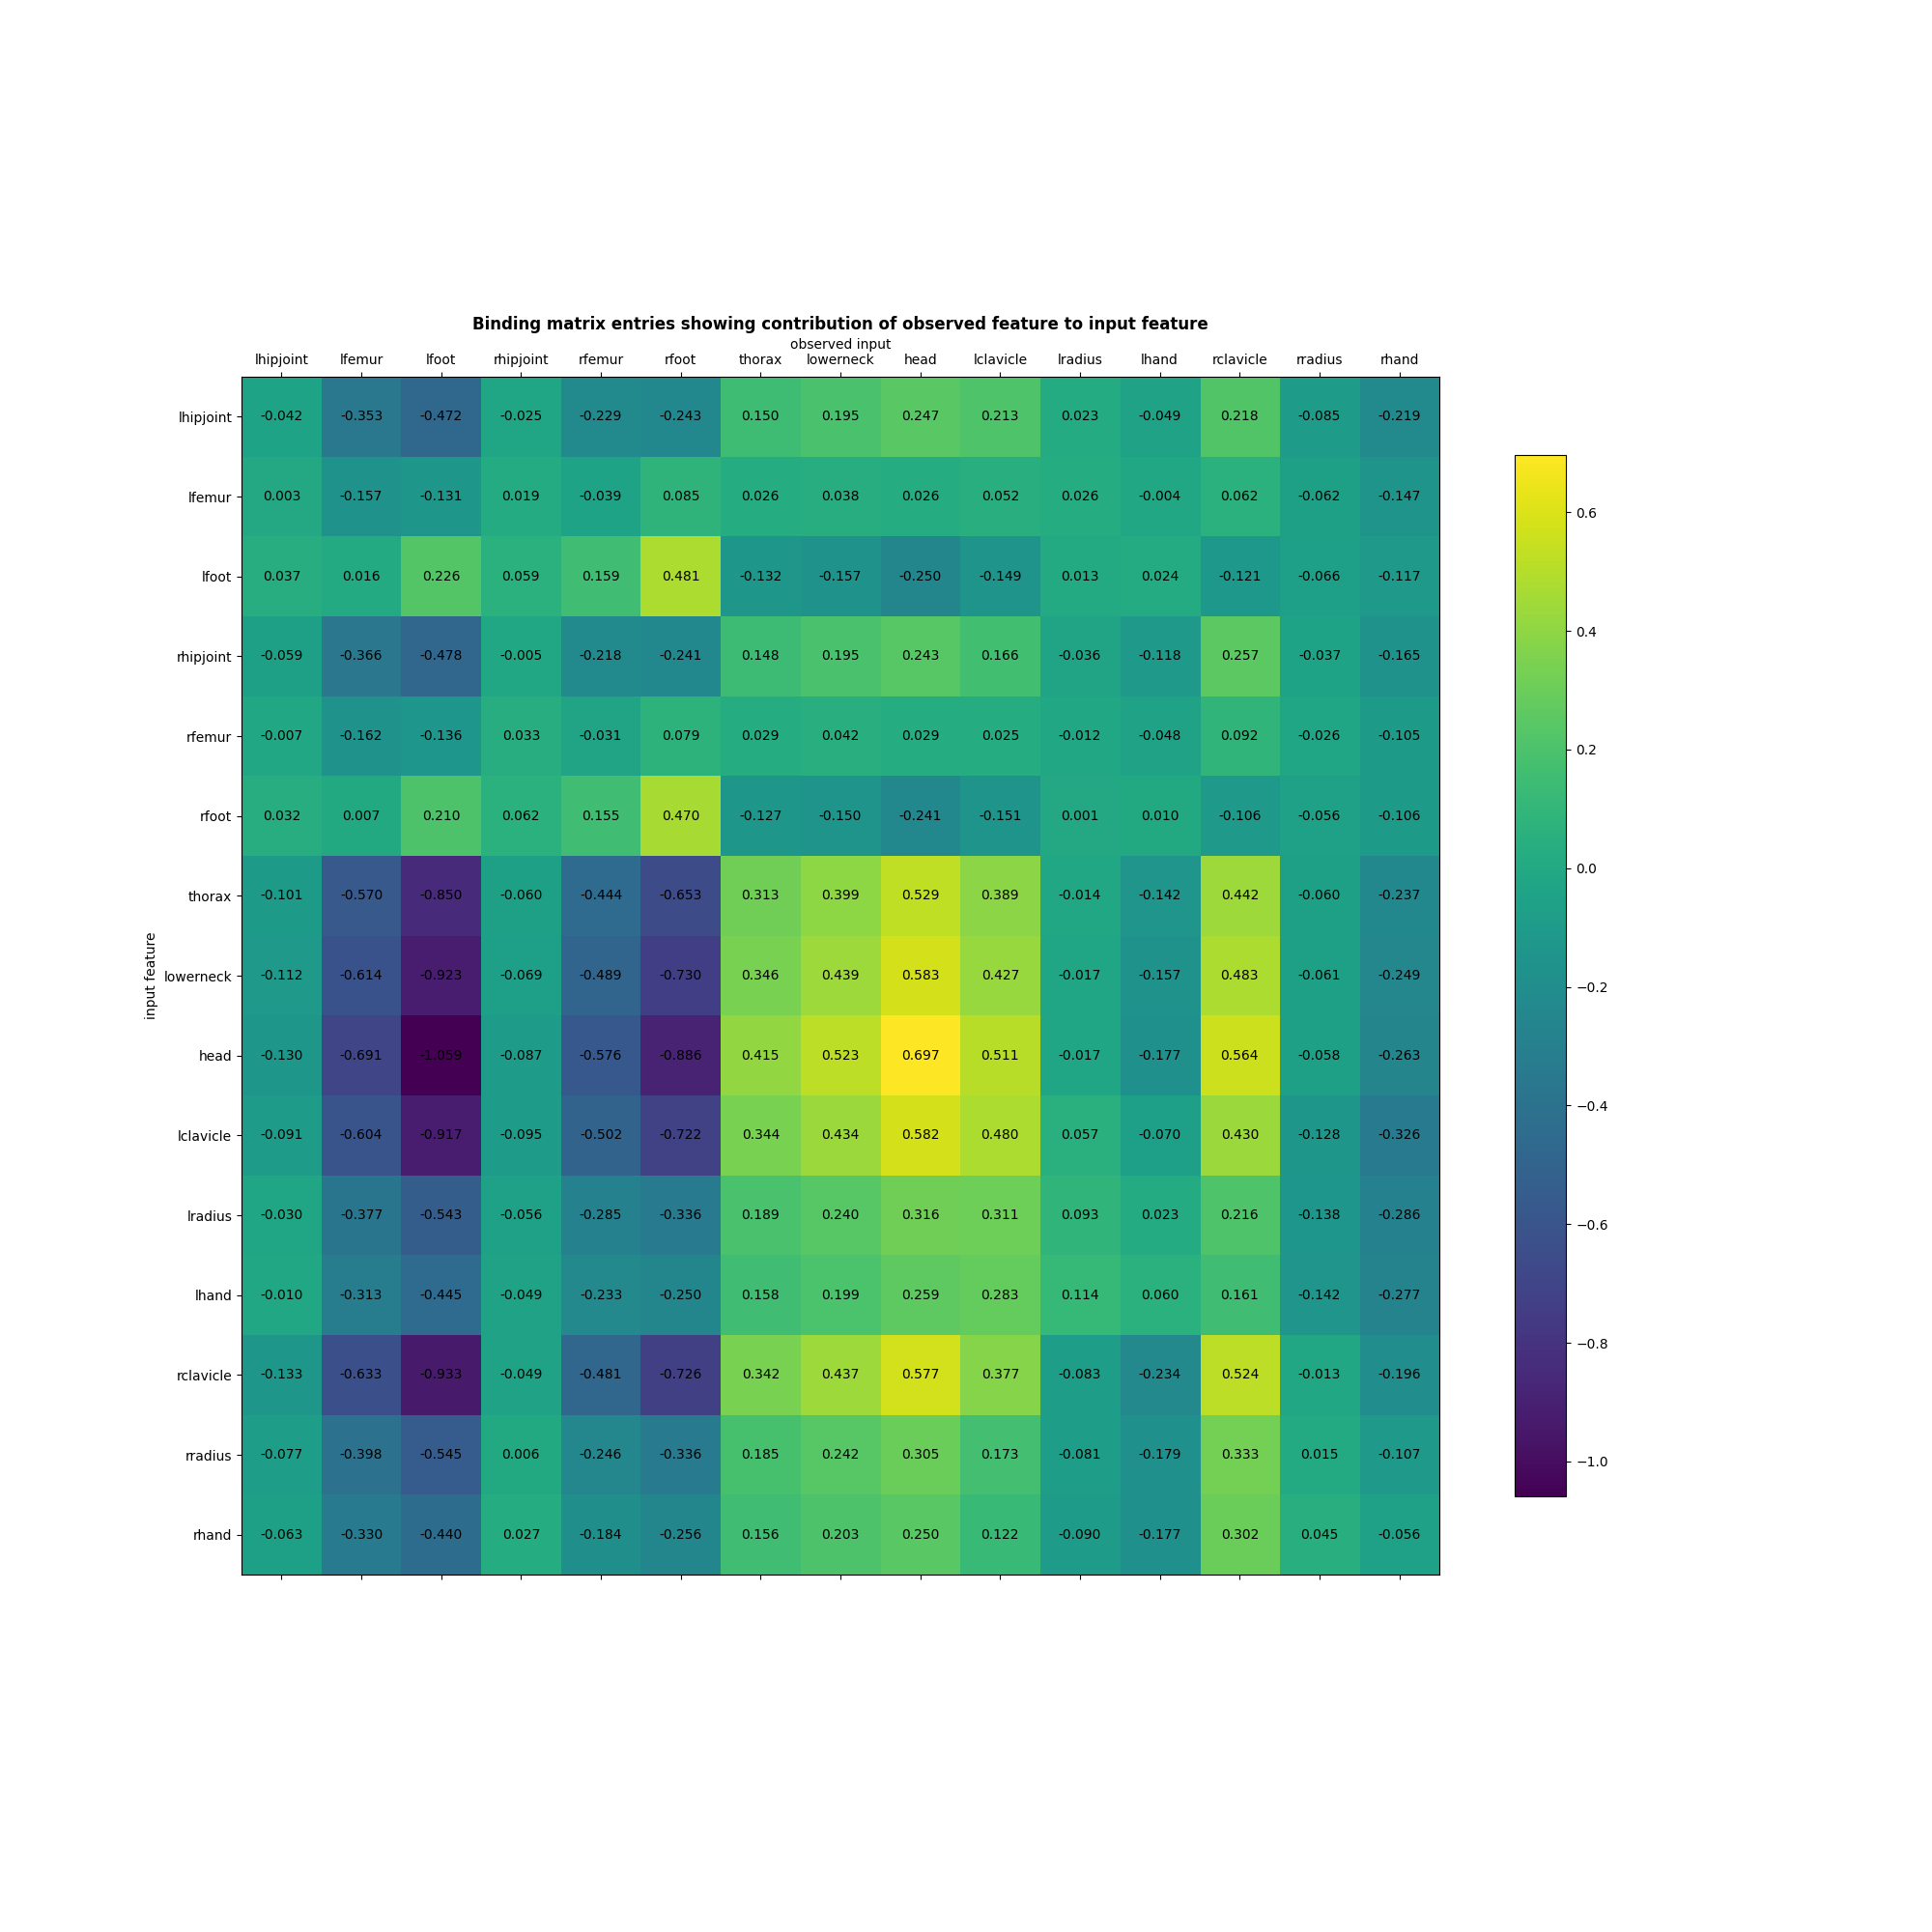 Binding matrix entries showing contribution of observed feature to input feature
observed input
lhipjoint lfemur lfoot rhipjoint rfemur rfoot thorax lowerneck head lclavicle lradius lhand rclavicle rradius rhand
lhipjoint -0.042 -0.353 -0.472 -0.025 -0.229 -0.243 0.150 0.195 0.247 0.213 0.023 -0.049 0.218 -0.085 -0.219
lfemur 0.003 -0.157 -0.131 0.019 -0.039 0.085 0.026 0.038 0.026 0.052 0.026 -0.004 0.062 -0.062 -0.147
lfoot 0.037 0.016 0.226 0.059 0.159 0.481 -0.132 -0.157 -0.250 -0.149 0.013 0.024 -0.121 -0.066 -0.117
rhipjoint -0.059 -0.366 -0.478 -0.005 -0.218 -0.241 0.148 0.195 0.243 0.166 -0.036 -0.118 0.257 -0.037 -0.165
rfemur -0.007 -0.162 -0.136 0.033 -0.031 0.079 0.029 0.042 0.029 0.025 -0.012 -0.048 0.092 -0.026 -0.105
rfoot 0.032 0.007 0.210 0.062 0.155 0.470 -0.127 -0.150 -0.241 -0.151 0.001 0.010 -0.106 -0.056 -0.106
thorax -0.101 -0.570 -0.850 -0.060 -0.444 -0.653 0.313 0.399 0.529 0.389 -0.014 -0.142 0.442 -0.060 -0.237
lowerneck -0.112 -0.614 -0.923 -0.069 -0.489 -0.730 0.346 0.439 0.583 0.427 -0.017 -0.157 0.483 -0.061 -0.249
head -0.130 -0.691 -1.059 -0.087 -0.576 -0.886 0.415 0.523 0.697 0.511 -0.017 -0.177 0.564 -0.058 -0.263
lclavicle -0.091 -0.604 -0.917 -0.095 -0.502 -0.722 0.344 0.434 0.582 0.480 0.057 -0.070 0.430 -0.128 -0.326
lradius -0.030 -0.377 -0.543 -0.056 -0.285 -0.336 0.189 0.240 0.316 0.311 0.093 0.023 0.216 -0.138 -0.286
lhand -0.010 -0.313 -0.445 -0.049 -0.233 -0.250 0.158 0.199 0.259 0.283 0.114 0.060 0.161 -0.142 -0.277
rclavicle -0.133 -0.633 -0.933 -0.049 -0.481 -0.726 0.342 0.437 0.577 0.377 -0.083 -0.234 0.524 -0.013 -0.196
rradius -0.077 -0.398 -0.545 0.006 -0.246 -0.336 0.185 0.242 0.305 0.173 -0.081 -0.179 0.333 0.015 -0.107
rhand -0.063 -0.330 -0.440 0.027 -0.184 -0.256 0.156 0.203 0.250 0.122 -0.090 -0.177 0.302 0.045 -0.056
input feature
0.6
0.4
0.2
0.0
−0.2
−0.4
−0.6
−0.8
−1.0